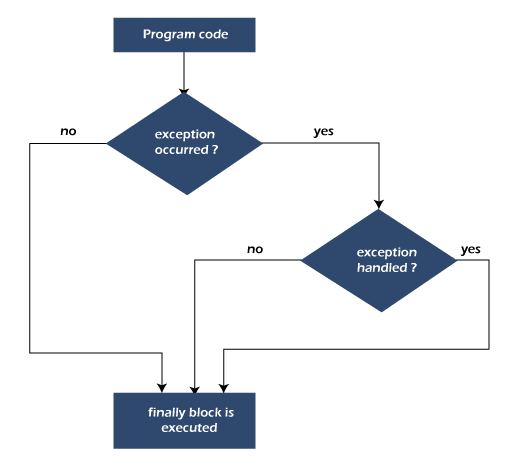 Program code
exception
occurred ?
no
yes
exception
handled ?
no
yes
finally block is
executed